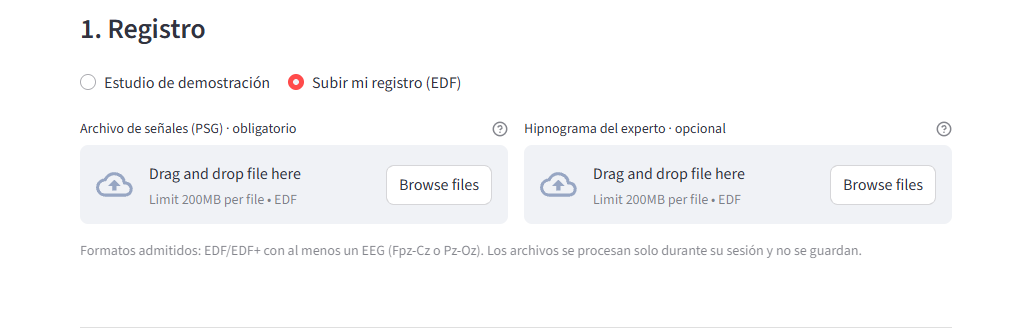 1. Registro
Estudio de demostración
Subir mi registro (EDF)
Archivo de señales (PSG) · obligatorio
Hipnograma del experto · opcional
Drag and drop file here
Limit 200MB per file • EDF
Browse files
Drag and drop file here
Limit 200MB per file • EDF
Browse files
Formatos admitidos: EDF/EDF+ con al menos un EEG (Fpz-Cz o Pz-Oz). Los archivos se procesan solo durante su sesión y no se guardan.